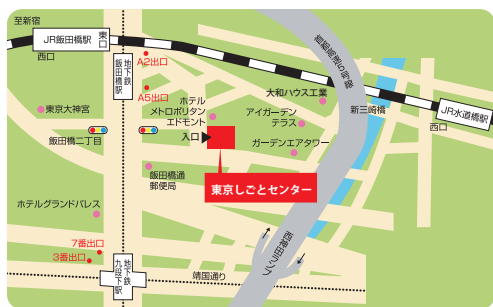 至新宿
JR飯田橋駅
東口
西口
地下鉄
飯田橋駅
A2出口
A5出口
首都高速5号線
大和ハウス工業
ホテル
メトロポリタン
エドモント
アイガーデン
テラス
新三崎橋
JR水道橋駅
西口
東京大神宮
飯田橋二丁目
入口
ガーデンエアタワー
飯田橋通
郵便局
東京しごとセンター
ホテルグランドパレス
西神田ランプ
7番出口
3番出口
地下鉄
九段下駅
靖国通り